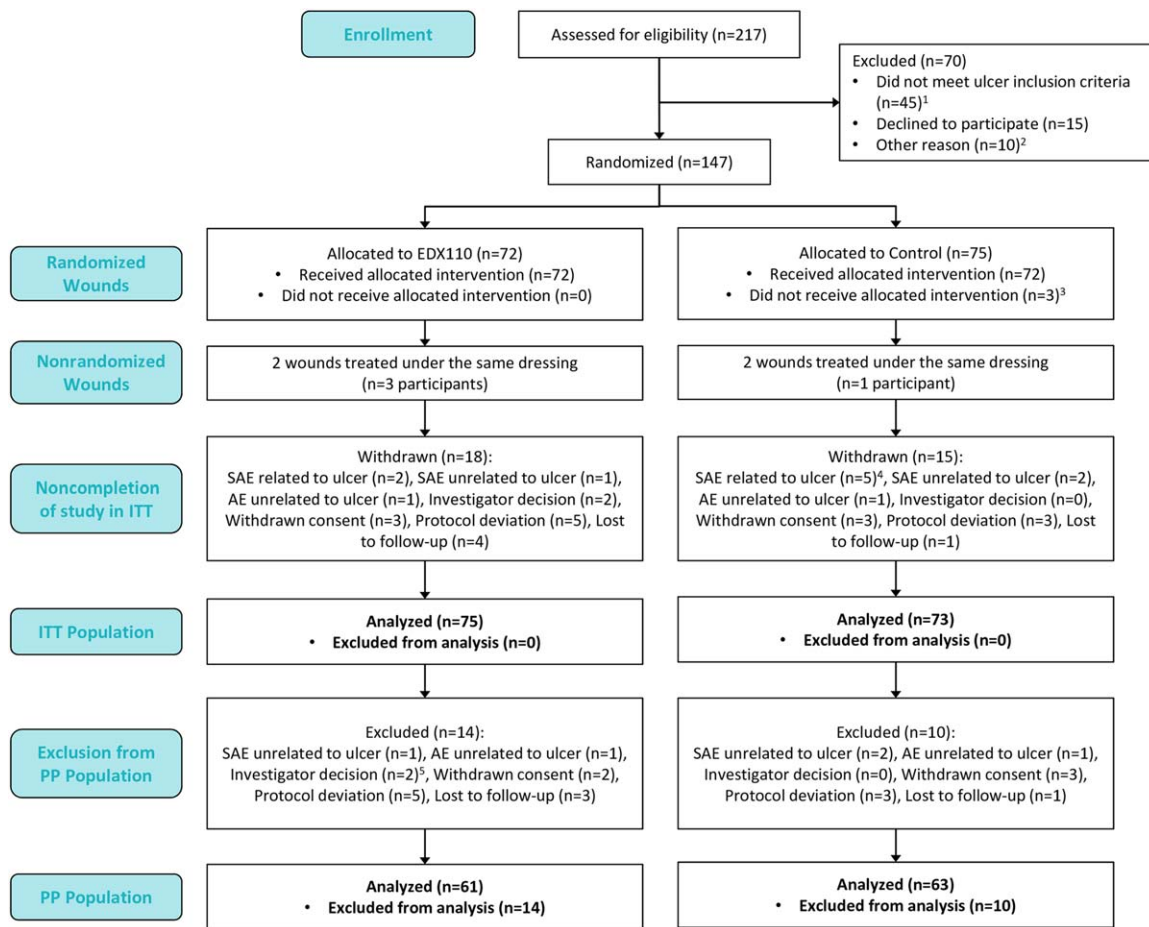 Enrollment
Assessed for eligibility (n=217)
Excluded (n=70)
• Did not meet ulcer inclusion criteria
(n=45)¹
• Declined to participate (n=15)
• Other reason (n=10)²
Randomized (n=147)
Randomized
Wounds
Allocated to EDX110 (n=72)
• Received allocated intervention (n=72)
• Did not receive allocated intervention (n=0)
Allocated to Control (n=75)
• Received allocated intervention (n=72)
• Did not receive allocated intervention (n=3)³
Nonrandomized
Wounds
2 wounds treated under the same dressing
(n=3 participants)
2 wounds treated under the same dressing
(n=1 participant)
Noncompletion
of study in ITT
Withdrawn (n=18):
SAE related to ulcer (n=2), SAE unrelated to ulcer (n=1),
AE unrelated to ulcer (n=1), Investigator decision (n=2),
Withdrawn consent (n=3), Protocol deviation (n=5), Lost
to follow-up (n=4)
Withdrawn (n=15):
SAE related to ulcer (n=5)⁴, SAE unrelated to ulcer (n=2),
AE unrelated to ulcer (n=1), Investigator decision (n=0),
Withdrawn consent (n=3), Protocol deviation (n=3), Lost
to follow-up (n=1)
ITT Population
Analyzed (n=75)
• Excluded from analysis (n=0)
Analyzed (n=73)
• Excluded from analysis (n=0)
Exclusion from
PP Population
Excluded (n=14):
SAE unrelated to ulcer (n=1), AE unrelated to ulcer (n=1),
Investigator decision (n=2)⁵, Withdrawn consent (n=2),
Protocol deviation (n=5), Lost to follow-up (n=3)
Excluded (n=10):
SAE unrelated to ulcer (n=2), AE unrelated to ulcer (n=1),
Investigator decision (n=0), Withdrawn consent (n=3),
Protocol deviation (n=3), Lost to follow-up (n=1)
PP Population
Analyzed (n=61)
• Excluded from analysis (n=14)
Analyzed (n=63)
• Excluded from analysis (n=10)